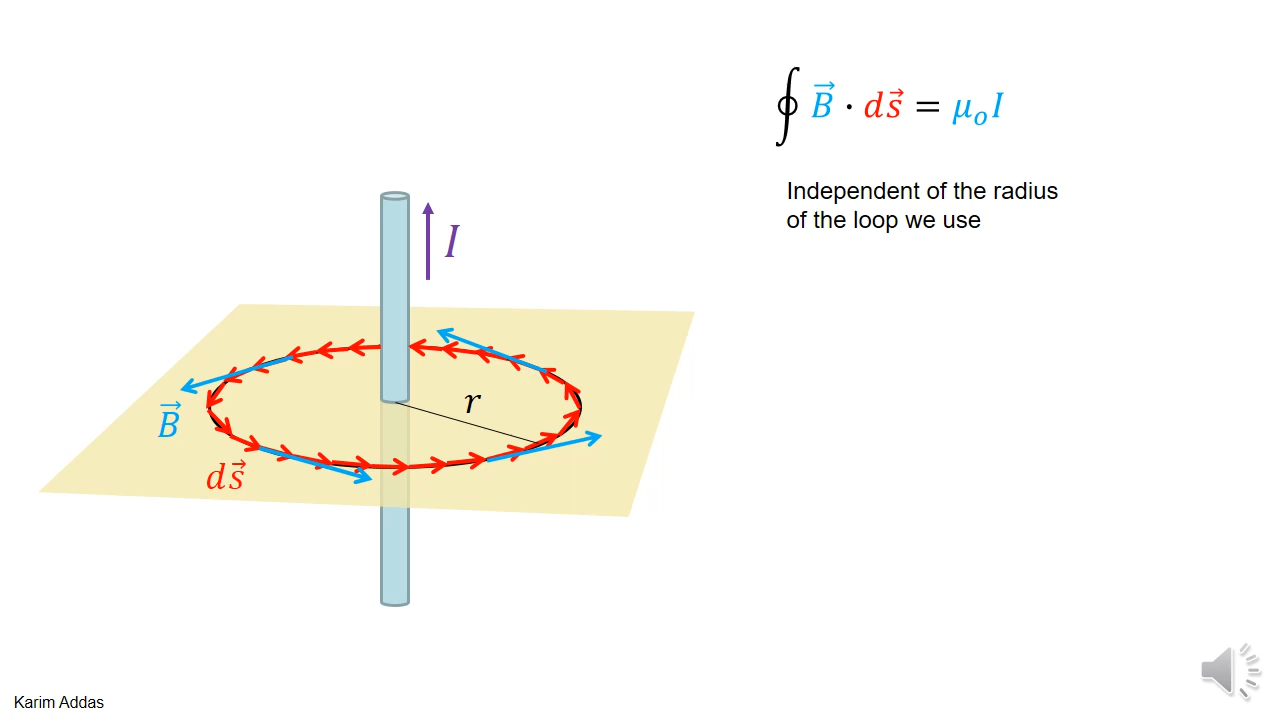 ∮ B⃗ · ds⃗ = μₒI
Independent of the radius
of the loop we use
I
r
B⃗
ds⃗
Karim Addas